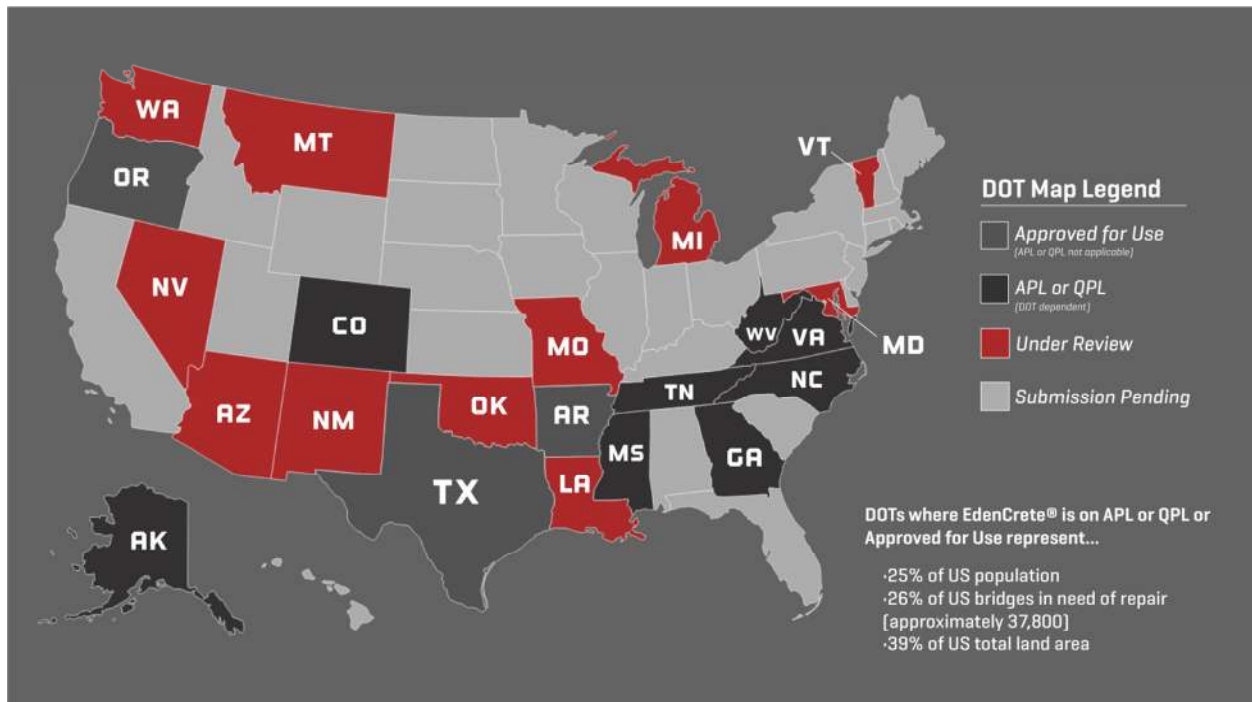 WA
MT
VT
OR
DOT Map Legend
MI
Approved for Use
(APL or QPL not applicable)
NV
APL or QPL
(DOT dependent)
CO
WV
VA
MO
MD
Under Review
TN
NC
AZ
NM
OK
AR
Submission Pending
MS
GA
TX
LA
AK
DOTs where EdenCrete® is on APL or QPL or
Approved for Use represent...
·25% of US population
·26% of US bridges in need of repair
(approximately 37,800)
·39% of US total land area